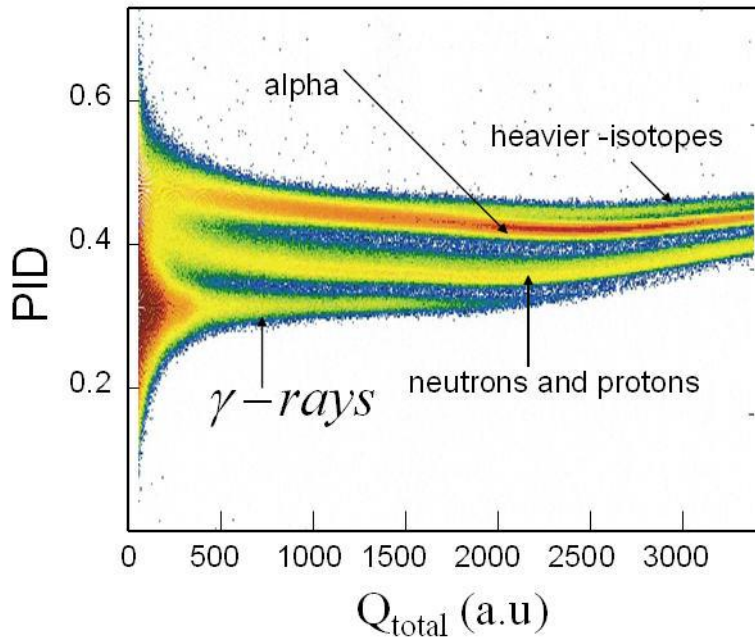 alpha
heavier -isotopes
0.6
0.4
0.2
PID
γ – rays
neutrons and protons
0 500 1000 1500 2000 2500 3000
Qtotal (a.u)